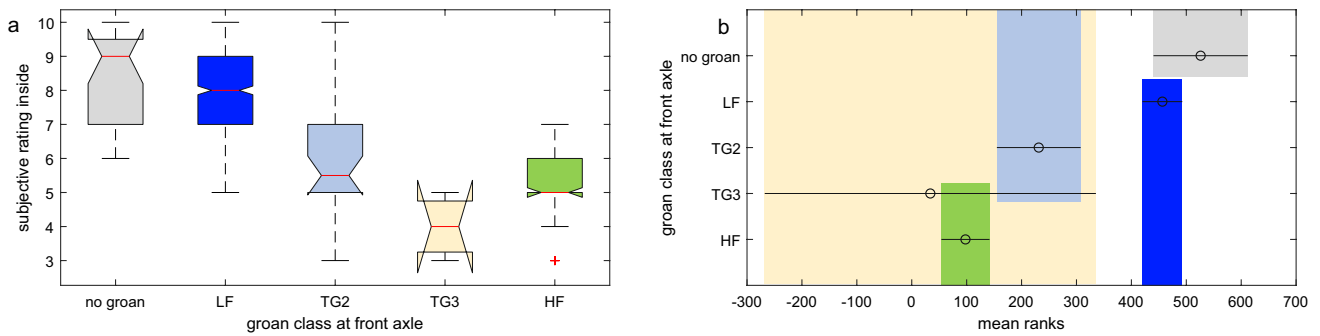 a
subjective rating inside
10
9
8
7
6
5
4
3
no groan LF TG2 TG3 HF
groan class at front axle
b
groan class at front axle
no groan
LF
TG2
TG3
HF
-300 -200 -100 0 100 200 300 400 500 600 700
mean ranks